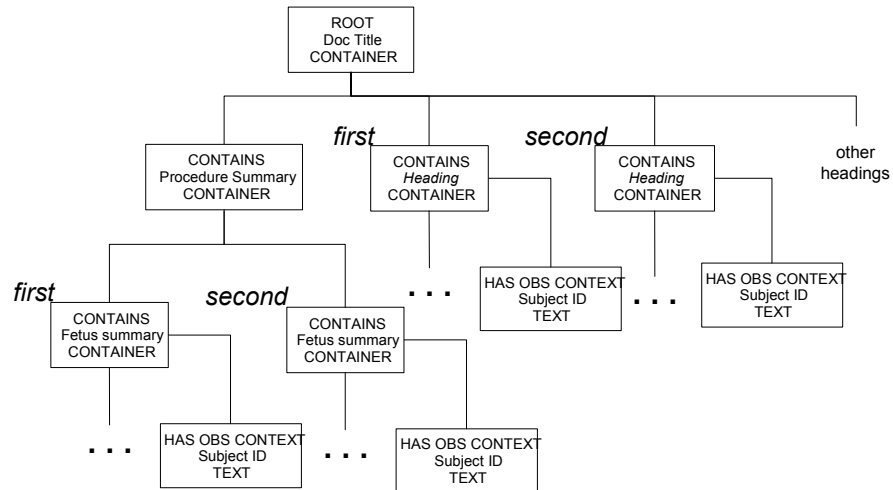 ROOT
Doc Title
CONTAINER
first
second
CONTAINS
Procedure Summary
CONTAINER
CONTAINS
Heading
CONTAINER
CONTAINS
Heading
CONTAINER
other
headings
first
second
. . .
HAS OBS CONTEXT
Subject ID
TEXT
. . .
HAS OBS CONTEXT
Subject ID
TEXT
CONTAINS
Fetus summary
CONTAINER
CONTAINS
Fetus summary
CONTAINER
. . .
HAS OBS CONTEXT
Subject ID
TEXT
. . .
HAS OBS CONTEXT
Subject ID
TEXT